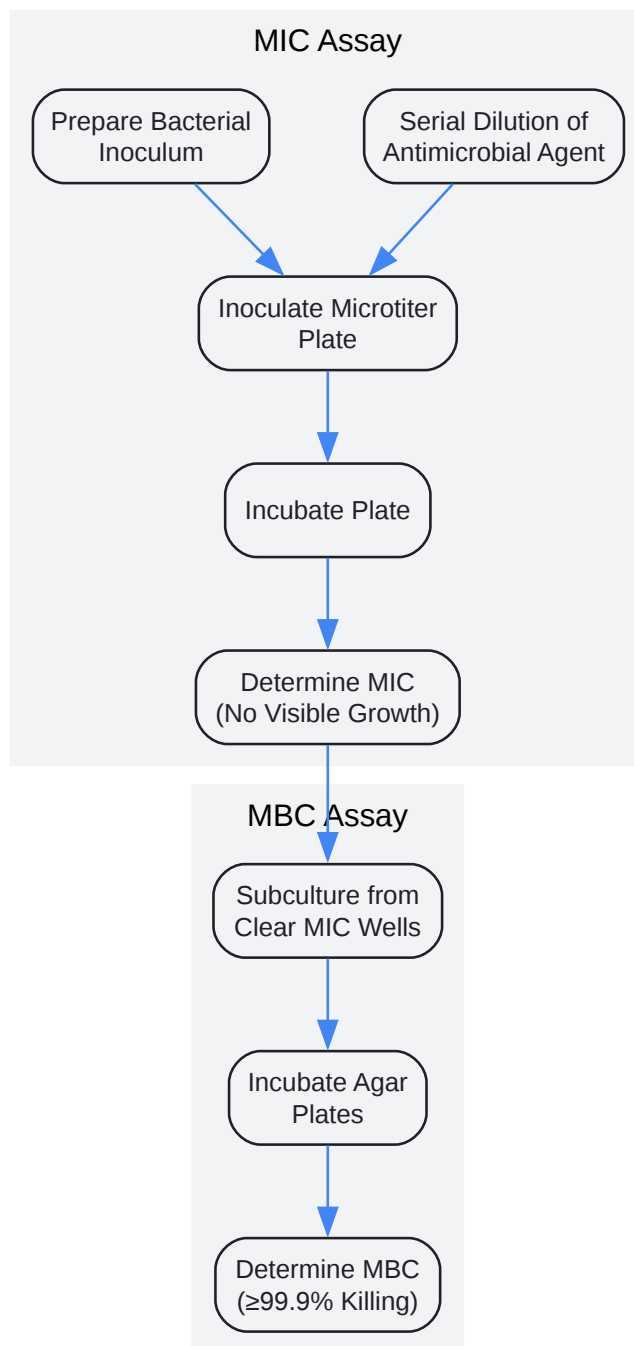 MIC Assay
Prepare Bacterial
Inoculum
Serial Dilution of
Antimicrobial Agent
Inoculate Microtiter
Plate
Incubate Plate
Determine MIC
(No Visible Growth)
MBC Assay
Subculture from
Clear MIC Wells
Incubate Agar
Plates
Determine MBC
(≥99.9% Killing)